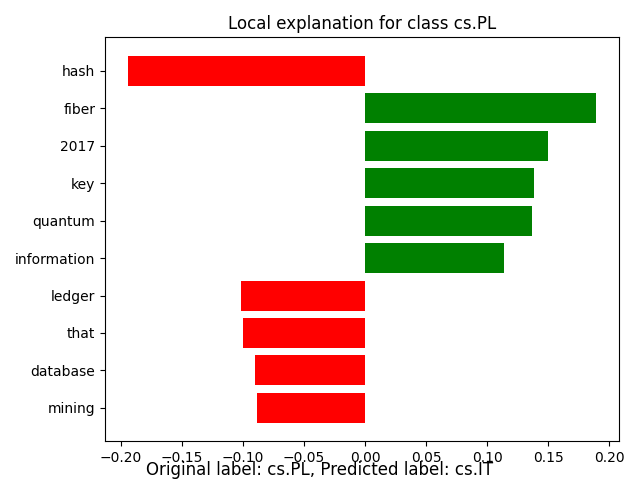 Local explanation for class cs.PL
hash
fiber
2017
key
quantum
information
ledger
that
database
mining
−0.20 −0.15 −0.10 −0.05 0.00 0.05 0.10 0.15 0.20
Original label: cs.PL, Predicted label: cs.IT